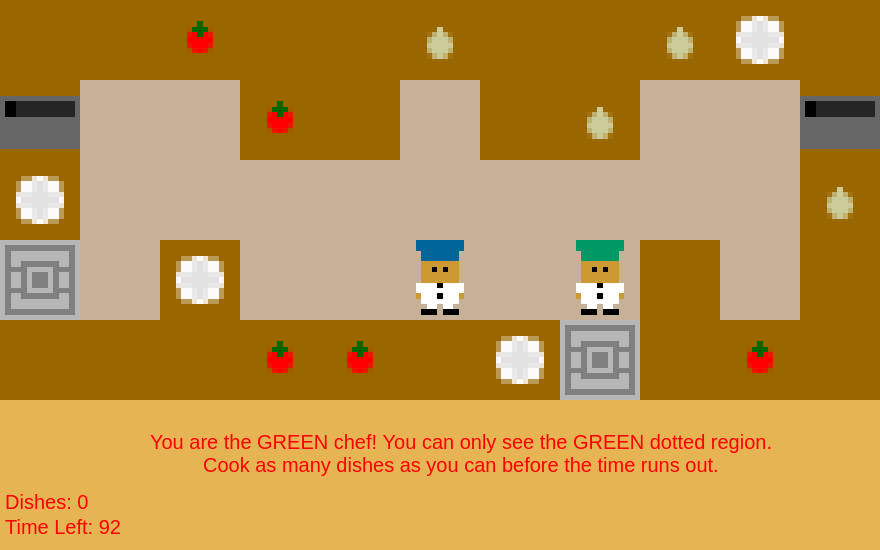 You are the GREEN chef! You can only see the GREEN dotted region.
Cook as many dishes as you can before the time runs out.
Dishes: 0
Time Left: 92